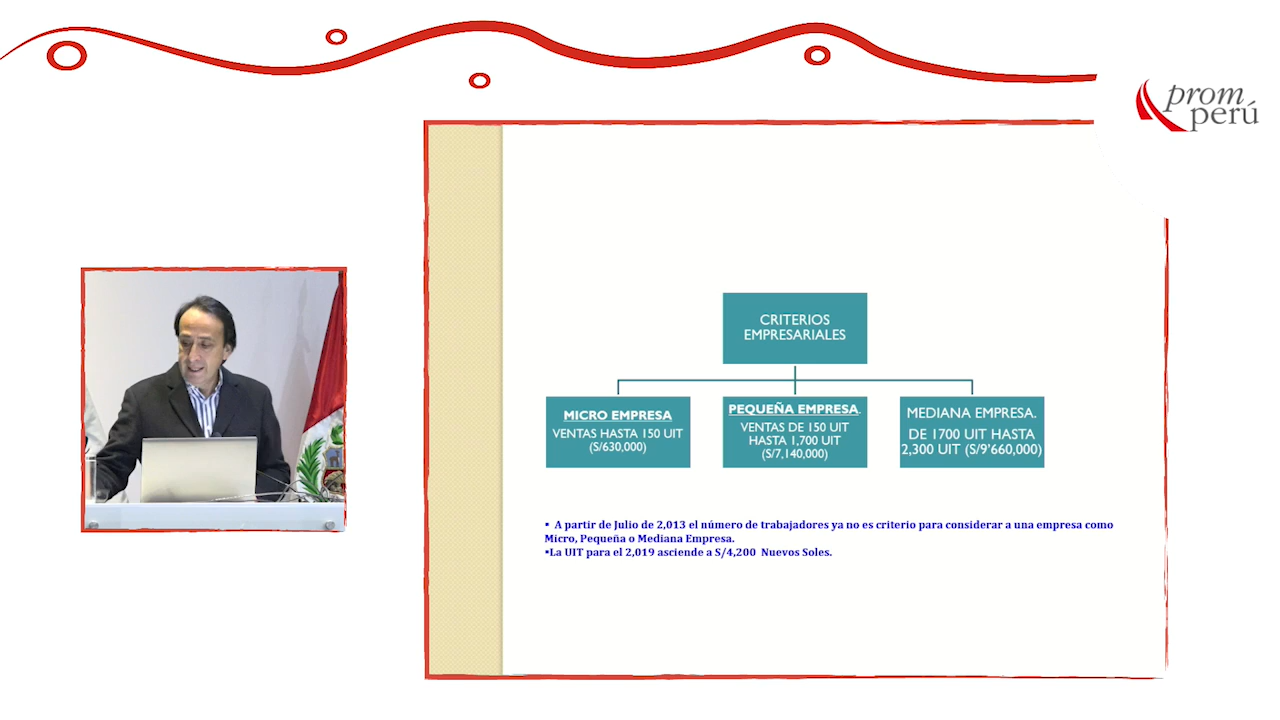 prom
perú
CRITERIOS
EMPRESARIALES
MICRO EMPRESA
VENTAS HASTA 150 UIT
(S/630,000)
PEQUEÑA EMPRESA.
VENTAS DE 150 UIT
HASTA 1,700 UIT
(S/7,140,000)
MEDIANA EMPRESA.
DE 1700 UIT HASTA
2,300 UIT (S/9'660,000)
▪ A partir de Julio de 2,013 el número de trabajadores ya no es criterio para considerar a una empresa como
Micro, Pequeña o Mediana Empresa.
▪La UIT para el 2,019 asciende a S/4,200 Nuevos Soles.